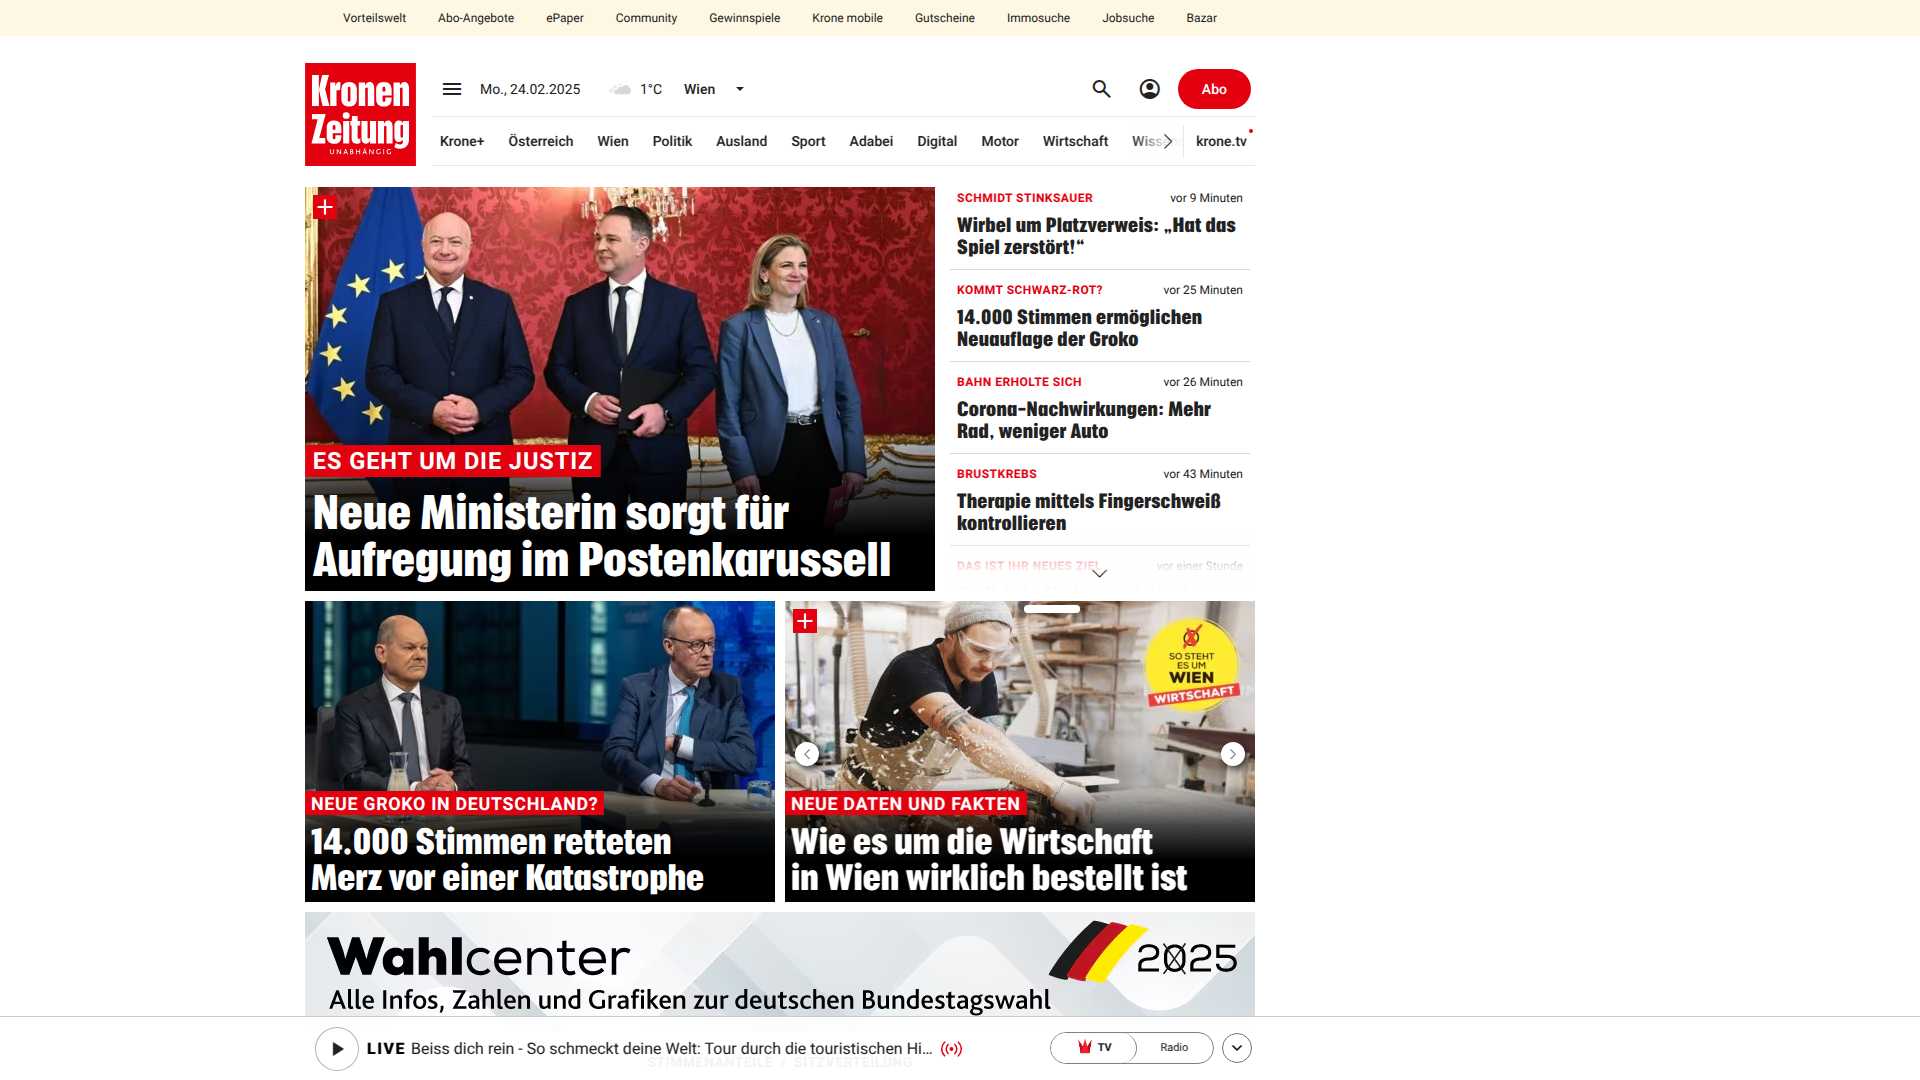 Vorteilswelt Abo-Angebote ePaper Community Gewinnspiele Krone mobile Gutscheine Immosuche Jobsuche Bazar
Kronen
Zeitung
UNABHÄNGIG
Mo., 24.02.2025 1°C Wien
Abo
Krone+ Österreich Wien Politik Ausland Sport Adabei Digital Motor Wirtschaft Wissen krone.tv
ES GEHT UM DIE JUSTIZ
Neue Ministerin sorgt für
Aufregung im Postenkarussell
SCHMIDT STINKSAUER vor 9 Minuten
Wirbel um Platzverweis: „Hat das
Spiel zerstört!“
KOMMT SCHWARZ-ROT? vor 25 Minuten
14.000 Stimmen ermöglichen
Neuauflage der Groko
BAHN ERHOLTE SICH vor 26 Minuten
Corona-Nachwirkungen: Mehr
Rad, weniger Auto
BRUSTKREBS vor 43 Minuten
Therapie mittels Fingerschweiß
kontrollieren
DAS IST IHR NEUES ZIEL vor einer Stunde
NEUE GROKO IN DEUTSCHLAND?
14.000 Stimmen retteten
Merz vor einer Katastrophe
SO STEHT
ES UM
WIEN
WIRTSCHAFT
NEUE DATEN UND FAKTEN
Wie es um die Wirtschaft
in Wien wirklich bestellt ist
Wahlcenter
2025
Alle Infos, Zahlen und Grafiken zur deutschen Bundestagswahl
LIVE Beiss dich rein - So schmeckt deine Welt: Tour durch die touristischen Hi... TV Radio
STIMMENANTEILE / SITZVERTEILUNG